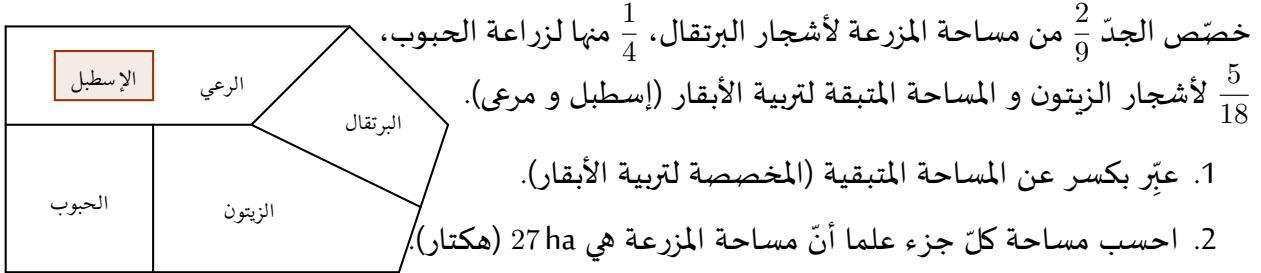 خصّص الجدّ 2/9 من مساحة المزرعة لأشجار البرتقال، 1/4 منها لزراعة الحبوب،
5/18 لأشجار الزيتون و المساحة المتبقة لتربية الأبقار (إسطبل و مرعى).
1. عبِّر بكسر عن المساحة المتبقية (المخصصة لتربية الأبقار).
2. احسب مساحة كلّ جزء علما أنّ مساحة المزرعة هي 27 ha (هكتار).
الإسطبل
الرعي
البرتقال
الحبوب
الزيتون